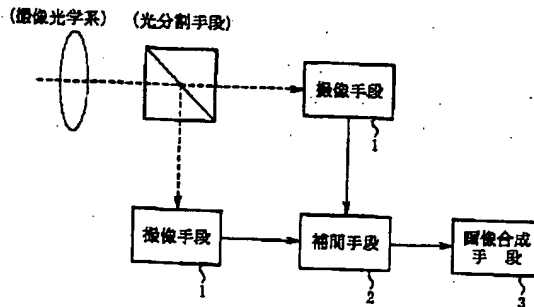 (撮像光学系) (光分割手段)
撮像手段
1
撮像手段
1
補間手段
2
画像合成
手 段
3